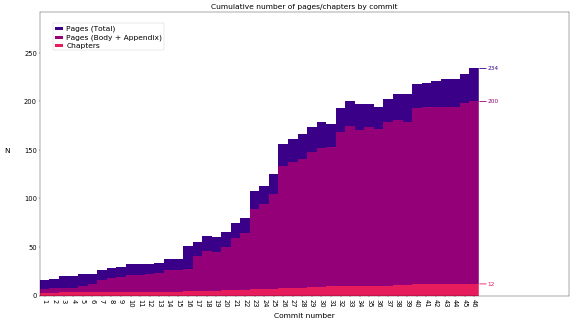 Cumulative number of pages/chapters by commit
Pages (Total)
Pages (Body + Appendix)
Chapters
N
250
200
150
100
50
0
234
200
12
1 2 3 4 5 6 7 8 9 10 11 12 13 14 15 16 17 18 19 20 21 22 23 24 25 26 27 28 29 30 31 32 33 34 35 36 37 38 39 40 41 42 43 44 45 46
Commit number